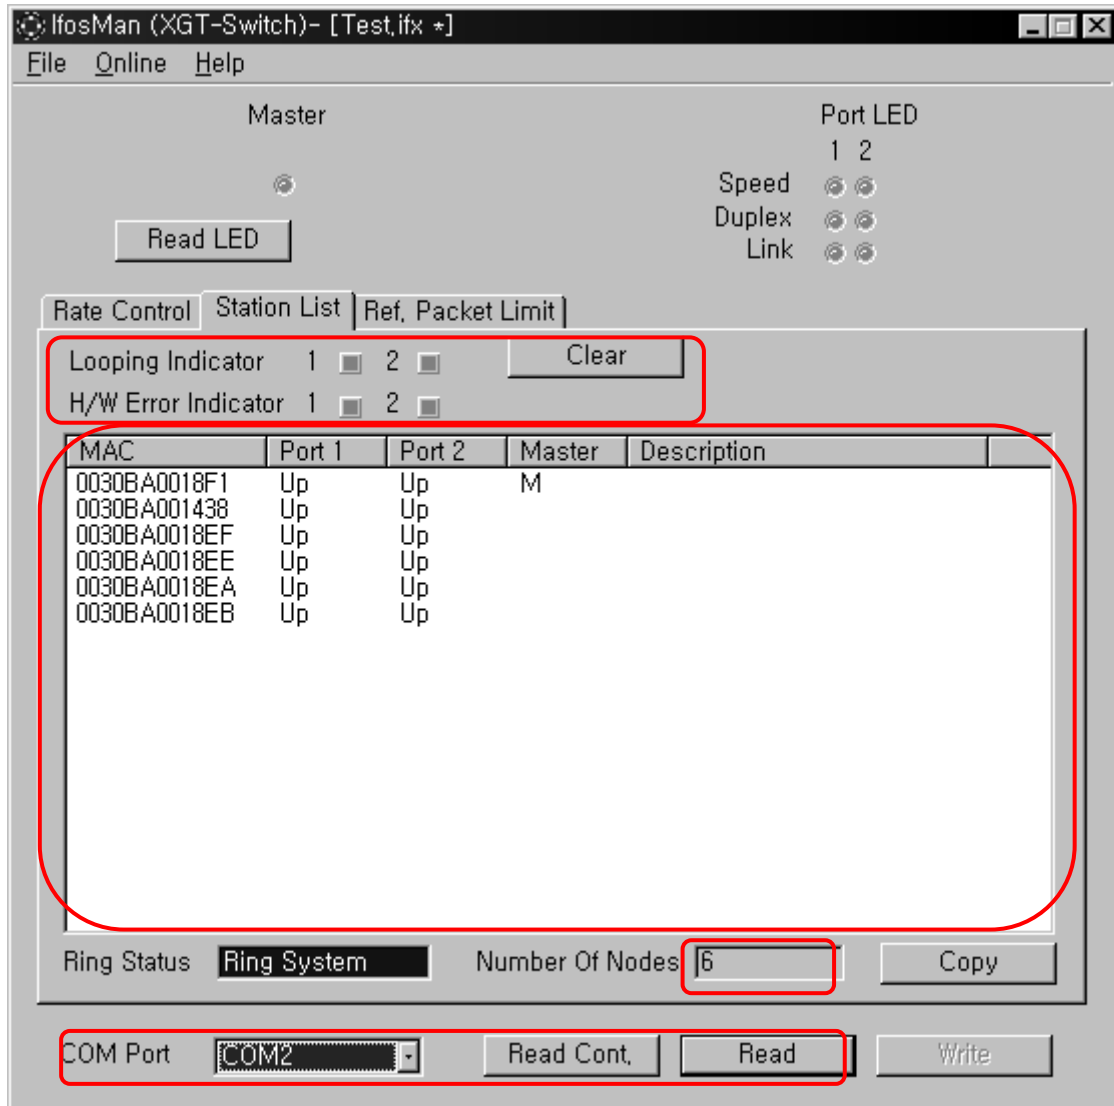 IfosMan (XGT-Switch)- [Test.ifx *]
File Online Help
Master Port LED
1 2
Speed
Duplex
Link
Read LED
Rate Control Station List Ref. Packet Limit
Looping Indicator 1 2 Clear
H/W Error Indicator 1 2
MAC Port 1 Port 2 Master Description
0030BA0018F1 Up Up M
0030BA001438 Up Up
0030BA0018EF Up Up
0030BA0018EE Up Up
0030BA0018EA Up Up
0030BA0018EB Up Up
Ring Status Ring System Number Of Nodes 6 Copy
COM Port COM2 Read Cont. Read Write